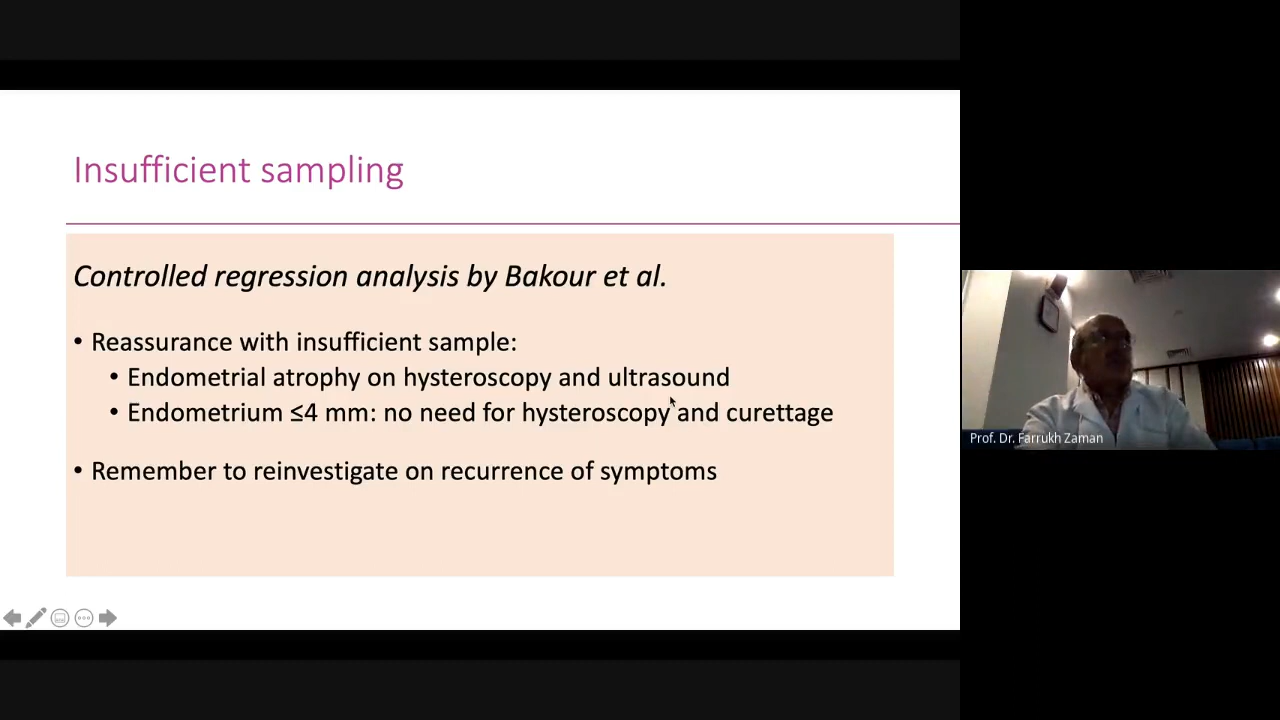 Insufficient sampling
Controlled regression analysis by Bakour et al.
• Reassurance with insufficient sample:
• Endometrial atrophy on hysteroscopy and ultrasound
• Endometrium ≤4 mm: no need for hysteroscopy and curettage
• Remember to reinvestigate on recurrence of symptoms
Prof. Dr. Farrukh Zaman